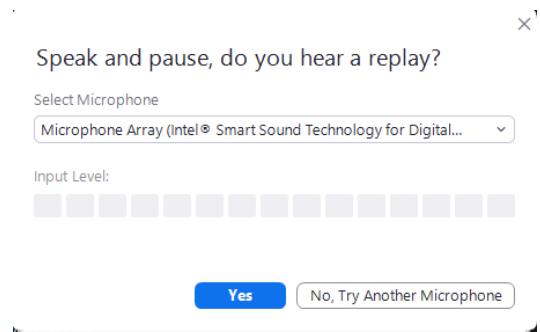 Speak and pause, do you hear a replay?
Select Microphone
Microphone Array (Intel® Smart Sound Technology for Digital...
Input Level:
Yes
No, Try Another Microphone